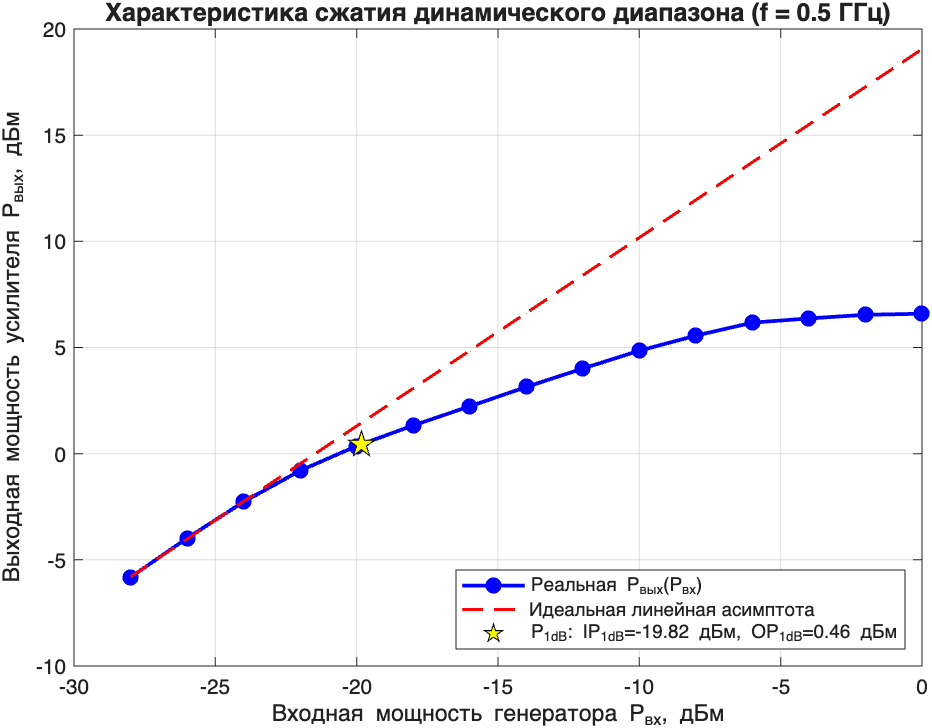 Характеристика сжатия динамического диапазона (f = 0.5 ГГц)
Выходная мощность усилителя Pвых, дБм
20
15
10
5
0
-5
-10
-30
-25
-20
-15
-10
-5
0
Входная мощность генератора Pвх, дБм
Реальная Pвых(Pвх)
Идеальная линейная асимптота
P1dB: IP1dB=-19.82 дБм, OP1dB=0.46 дБм